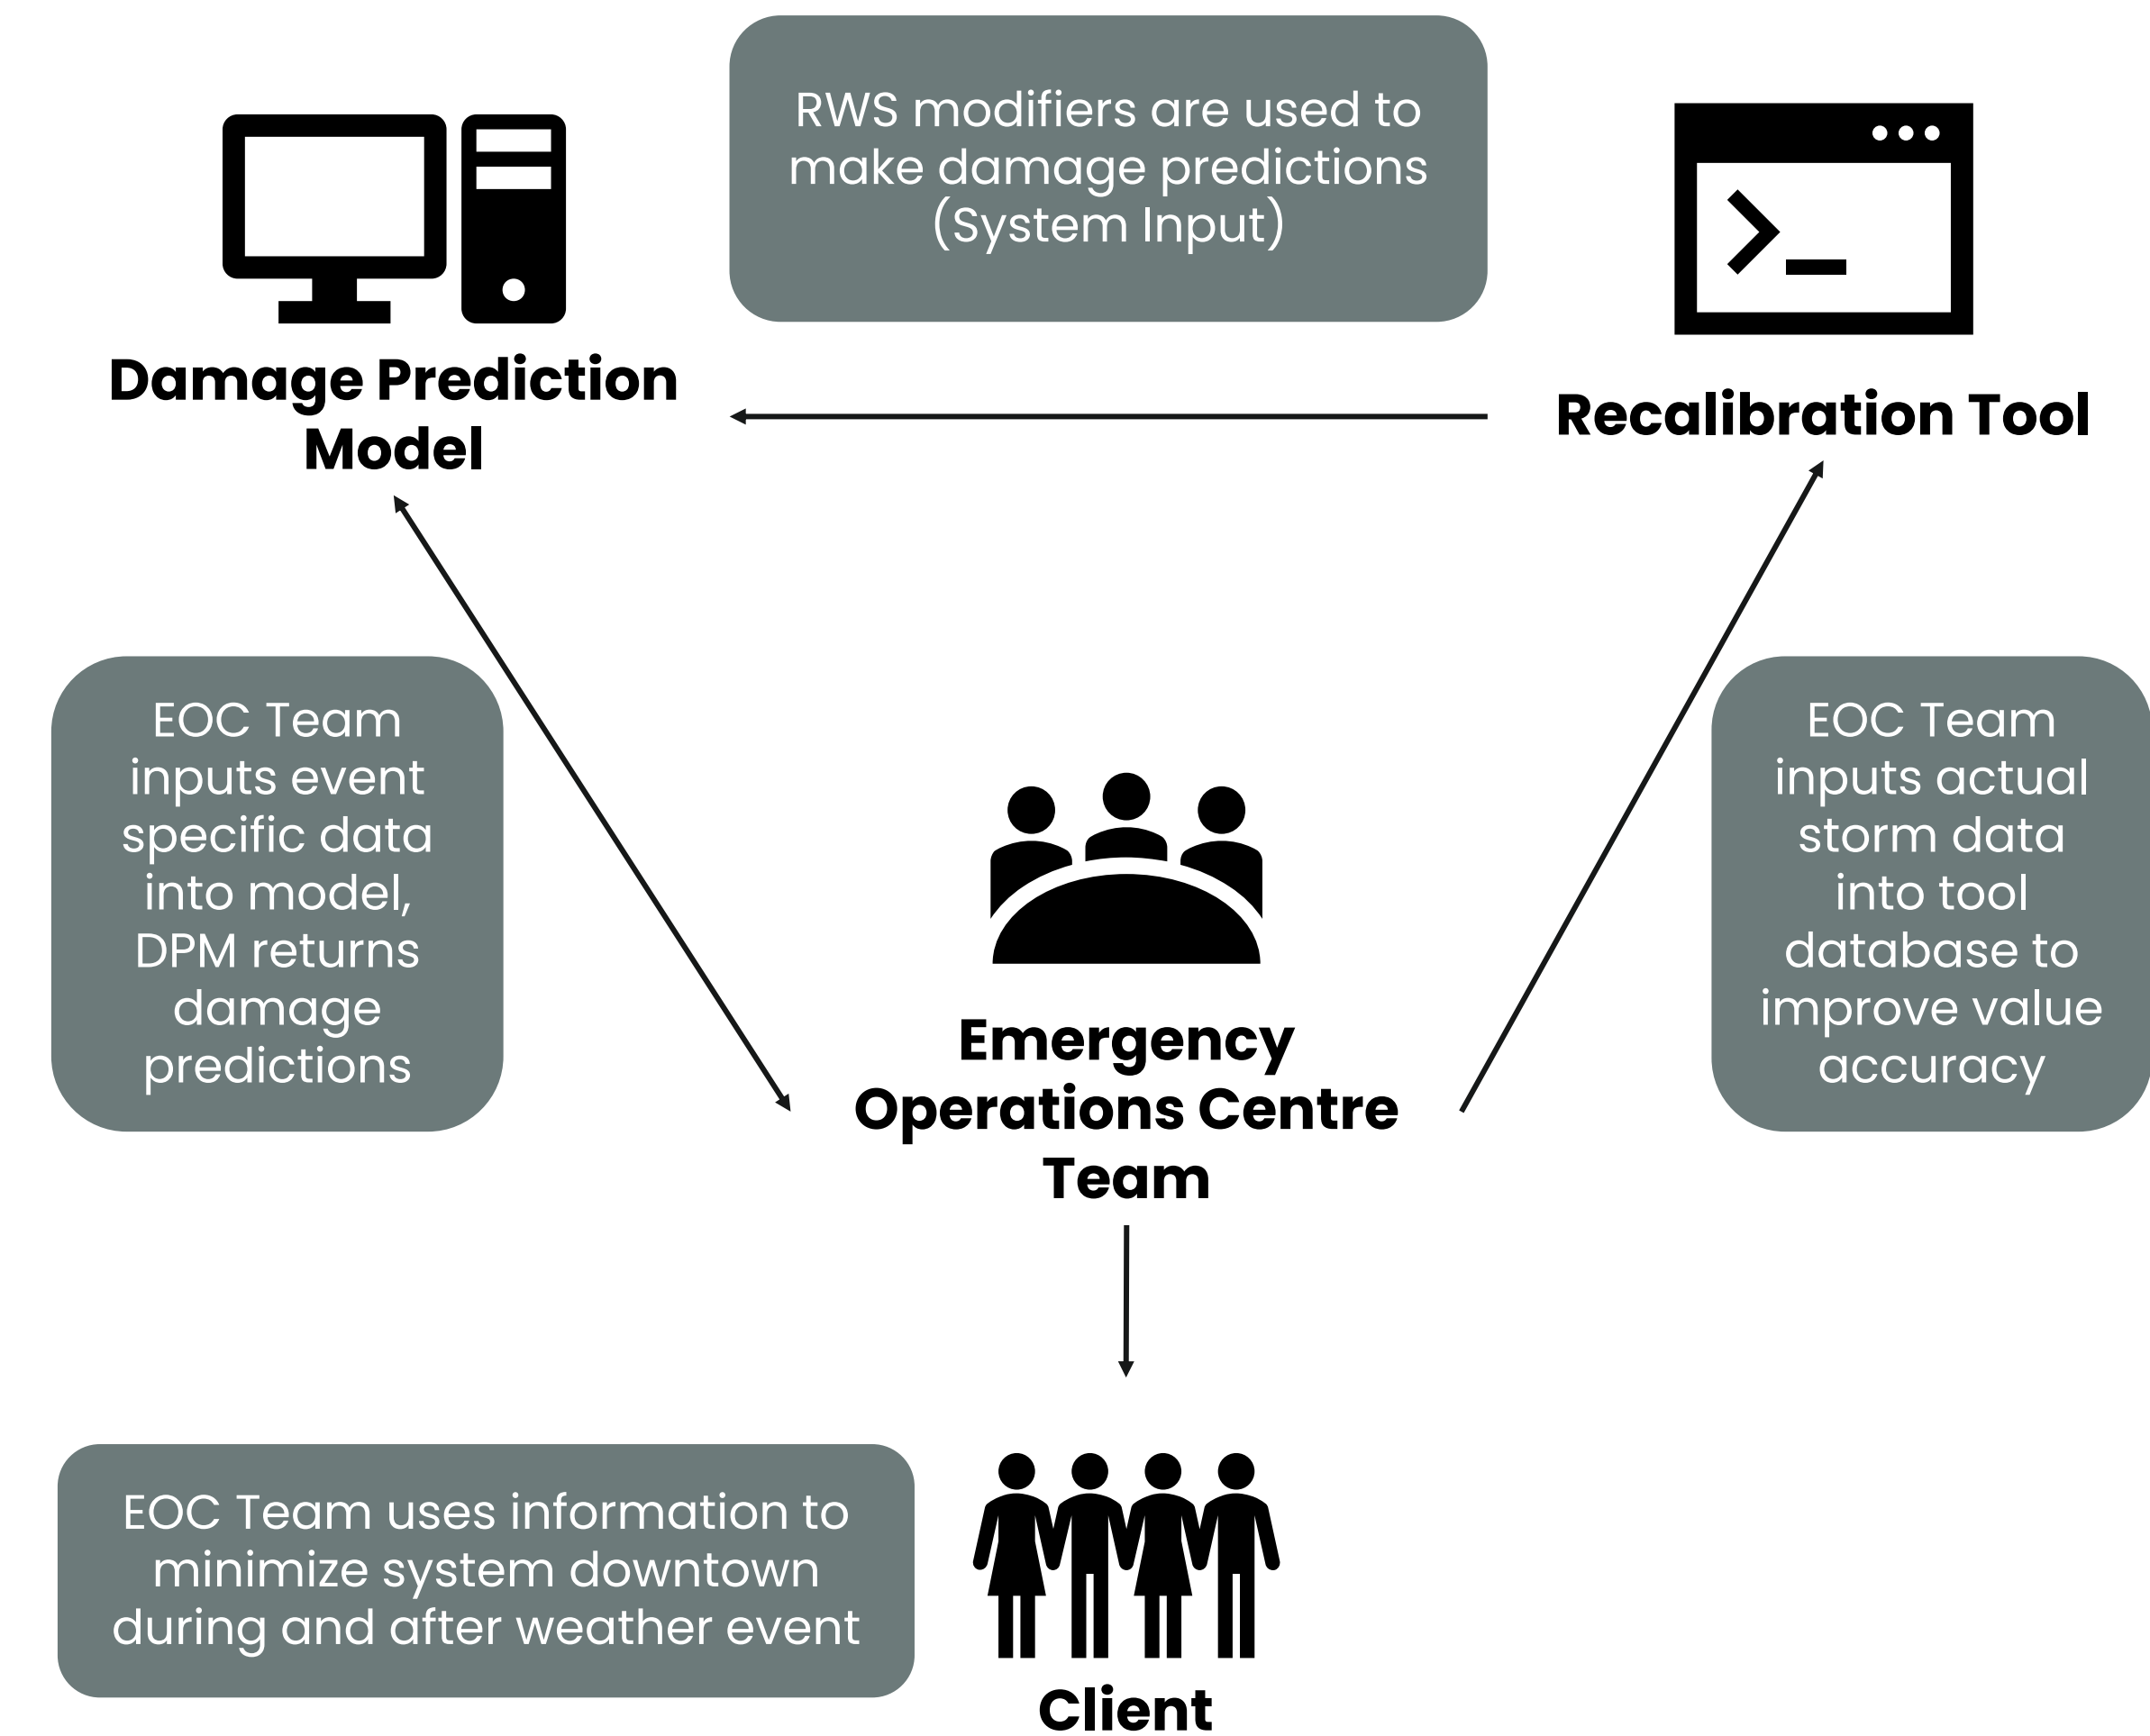 RWS modifiers are used to
make damage predictions
(System Input)
Damage Prediction
Model
Recalibration Tool
EOC Team
inputs event
specific data
into model,
DPM returns
damage
predictions
EOC Team
inputs actual
storm data
into tool
database to
improve value
accuracy
Emergency
Operations Centre
Team
EOC Team uses information to
minimize system downtown
during and after weather event
Client